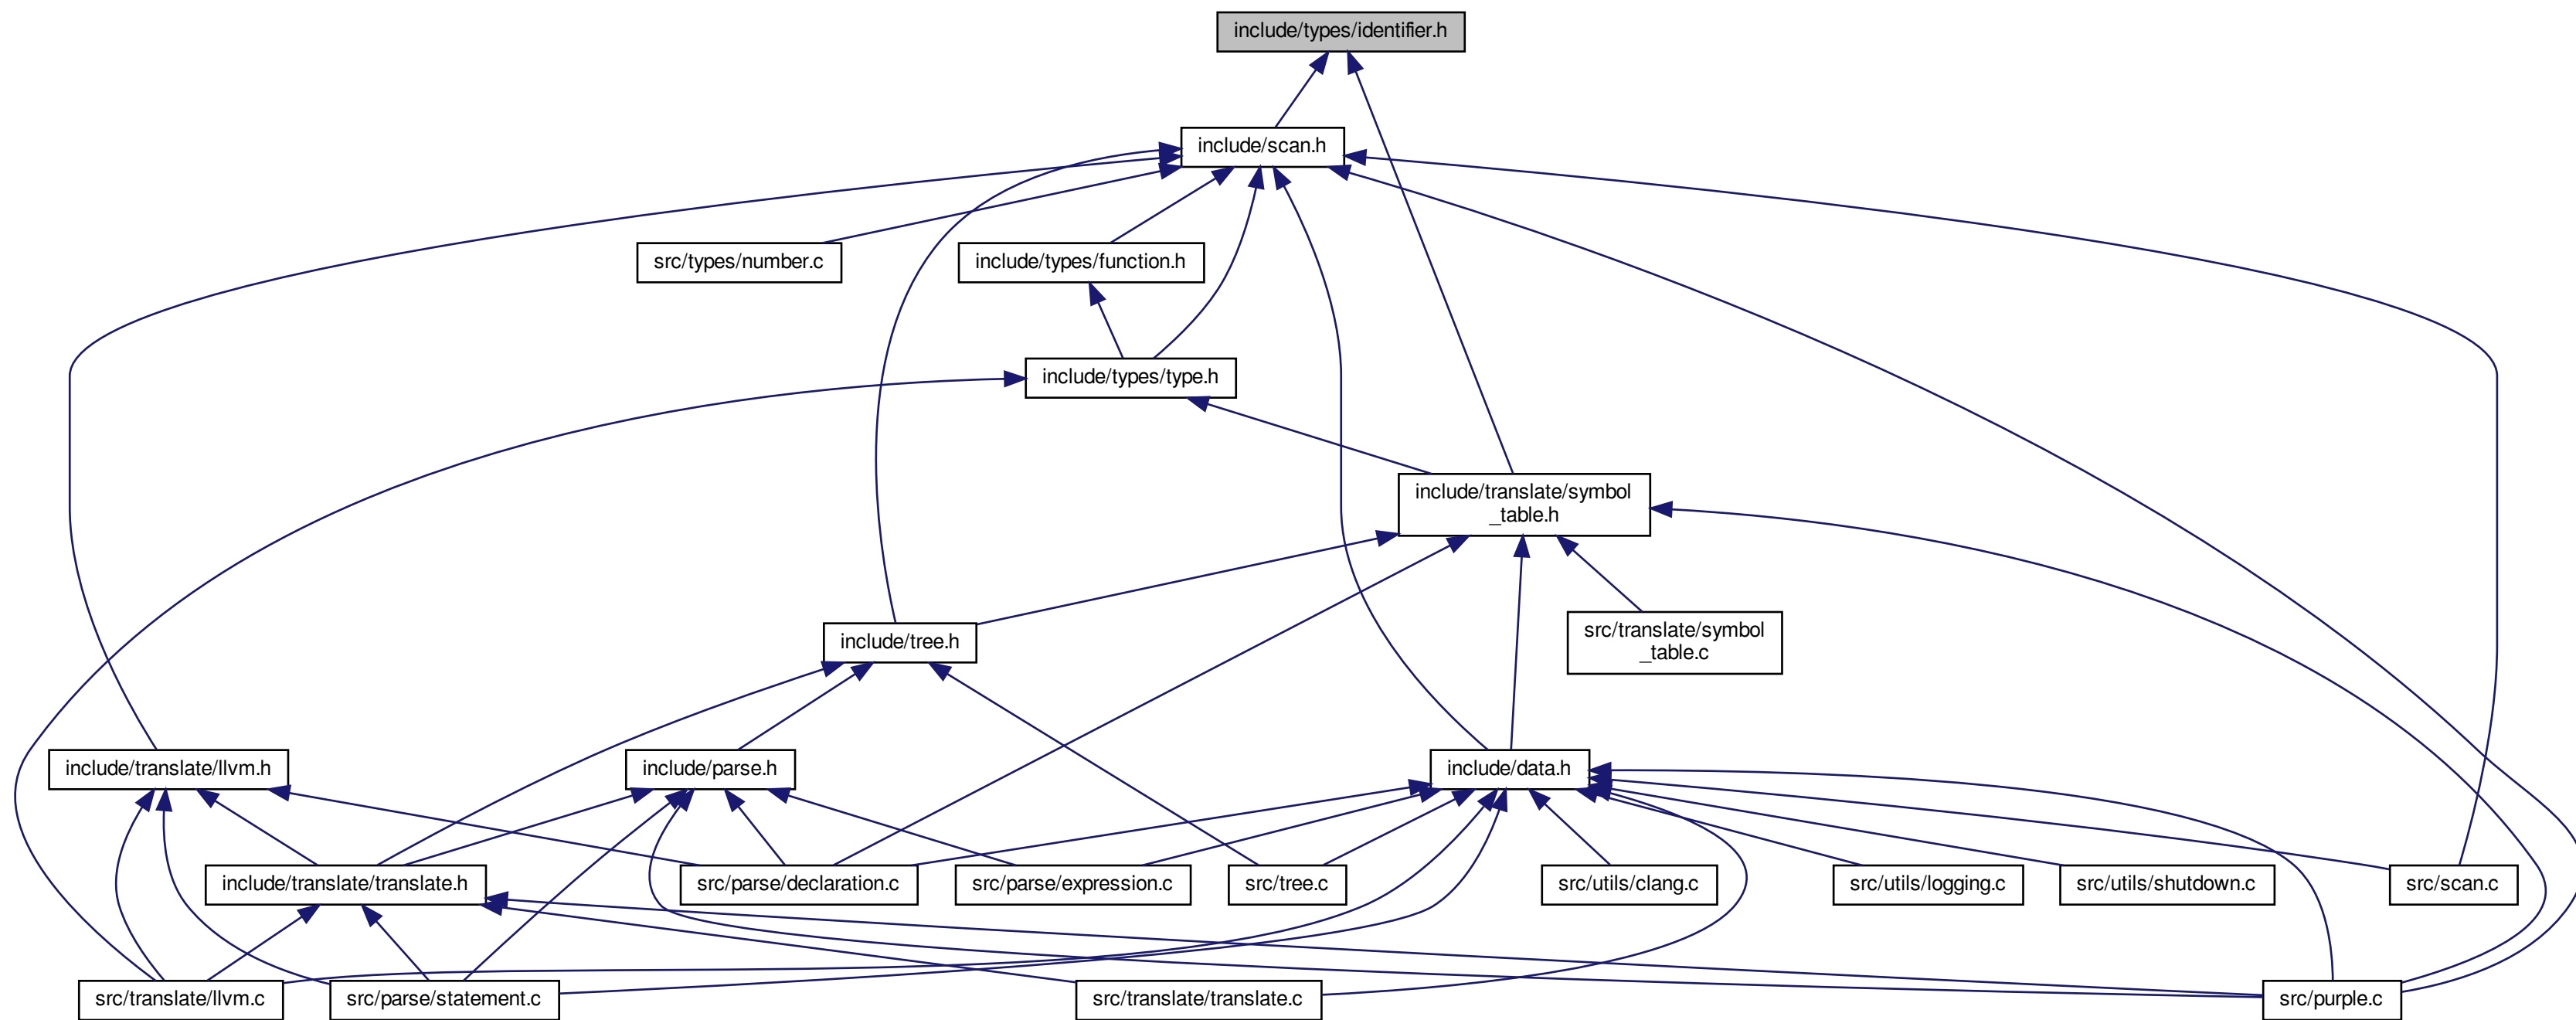 include/types/identifier.h
include/scan.h
src/types/number.c
include/types/function.h
include/types/type.h
include/translate/symbol
_table.h
include/tree.h
src/translate/symbol
_table.c
include/translate/llvm.h
include/parse.h
include/data.h
include/translate/translate.h
src/parse/declaration.c
src/parse/expression.c
src/tree.c
src/utils/clang.c
src/utils/logging.c
src/utils/shutdown.c
src/scan.c
src/translate/llvm.c
src/parse/statement.c
src/translate/translate.c
src/purple.c